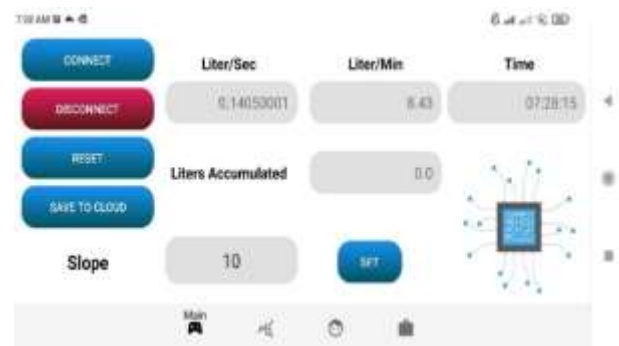 CONNECT
Liter/Sec Liter/Min Time
DISCONNECT
0.14050001 8.43 07:28:15
RESET
Liters Accumulated 0.0
SAVE TO CLOUD
Slope 10 SET
Main